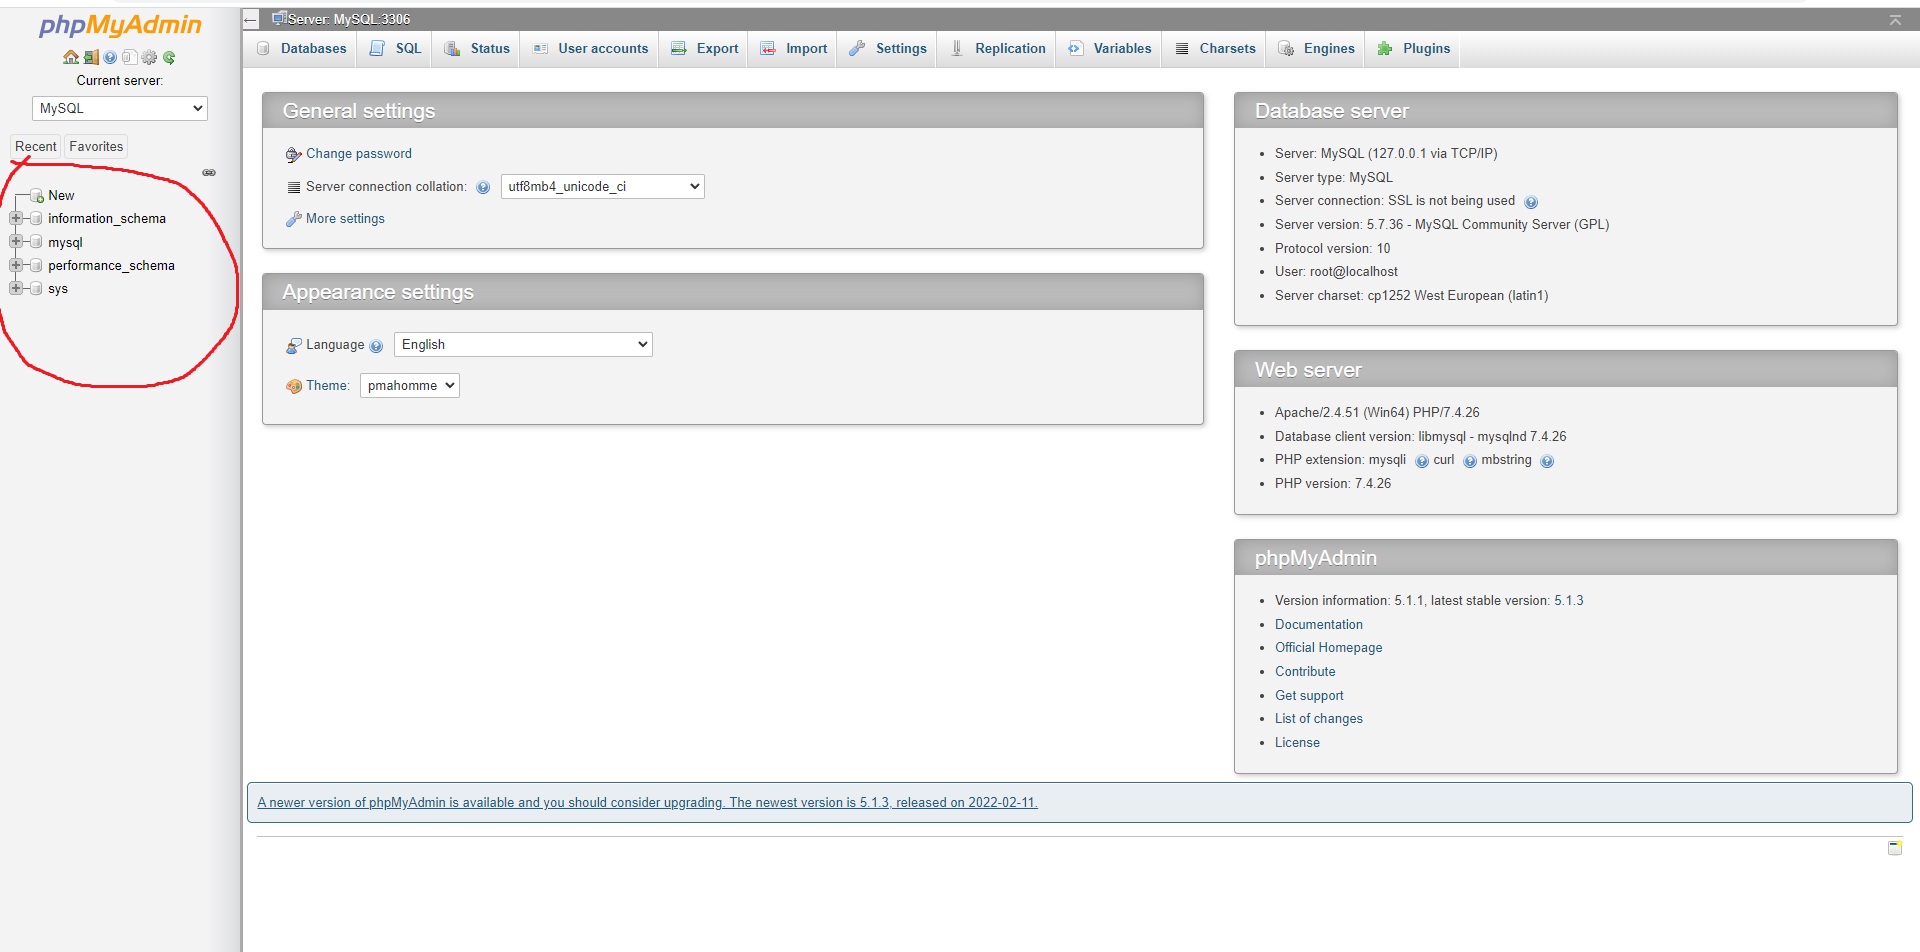 phpMyAdmin
Current server:
MySQL
Recent
Favorites
New
information_schema
mysql
performance_schema
sys
Server: MySQL:3306
Databases
SQL
Status
User accounts
Export
Import
Settings
Replication
Variables
Charsets
Engines
Plugins
General settings
Change password
Server connection collation:
utf8mb4_unicode_ci
More settings
Appearance settings
Language
English
Theme:
pmahomme
Database server
Server: MySQL (127.0.0.1 via TCP/IP)
Server type: MySQL
Server connection: SSL is not being used
Server version: 5.7.36 - MySQL Community Server (GPL)
Protocol version: 10
User: root@localhost
Server charset: cp1252 West European (latin1)
Web server
Apache/2.4.51 (Win64) PHP/7.4.26
Database client version: libmysql - mysqlnd 7.4.26
PHP extension: mysqli curl mbstring
PHP version: 7.4.26
phpMyAdmin
Version information: 5.1.1, latest stable version: 5.1.3
Documentation
Official Homepage
Contribute
Get support
List of changes
License
A newer version of phpMyAdmin is available and you should consider upgrading. The newest version is 5.1.3, released on 2022-02-11.